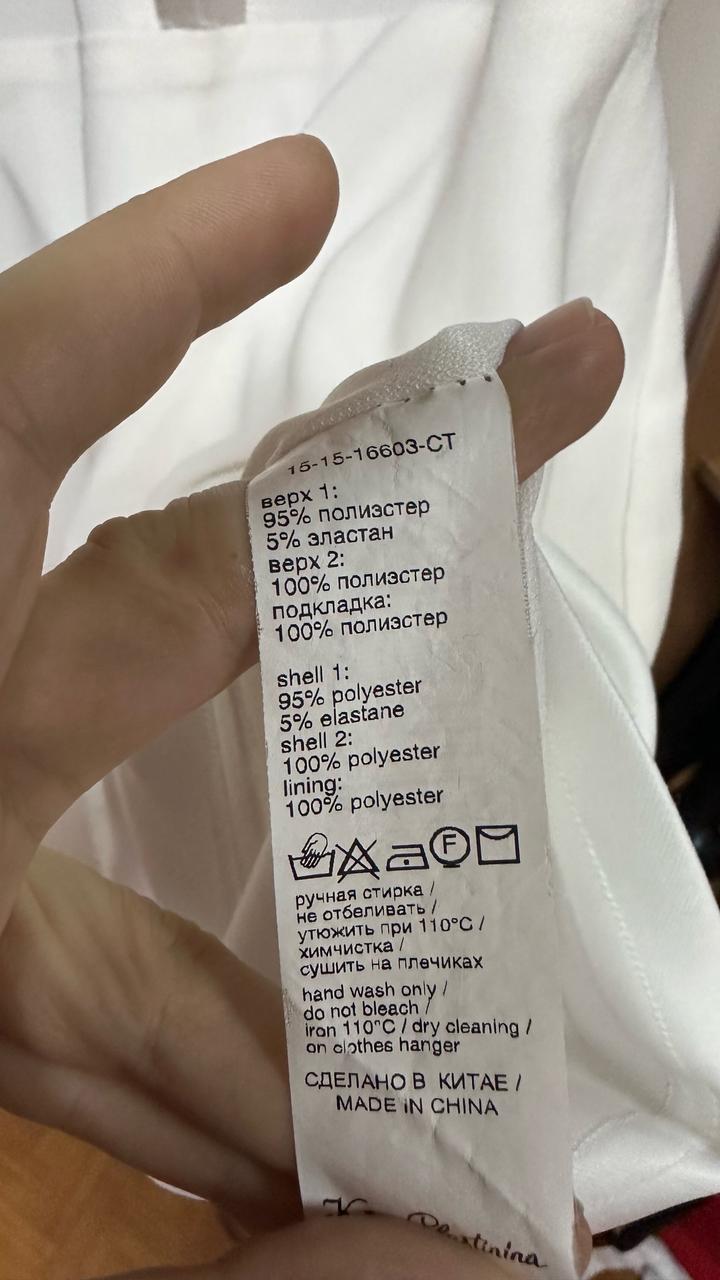 15-15-16603-CT
верх 1:
95% полиэстер
5% эластан
верх 2:
100% полиэстер
подкладка:
100% полиэстер
shell 1:
95% polyester
5% elastane
shell 2:
100% polyester
lining:
100% polyester
F
ручная стирка /
не отбеливать /
утюжить при 110°C /
химчистка /
сушить на плечиках
hand wash only /
do not bleach /
iron 110°C / dry cleaning /
on clothes hanger
СДЕЛАНО В КИТАЕ /
MADE IN CHINA
Plastinina